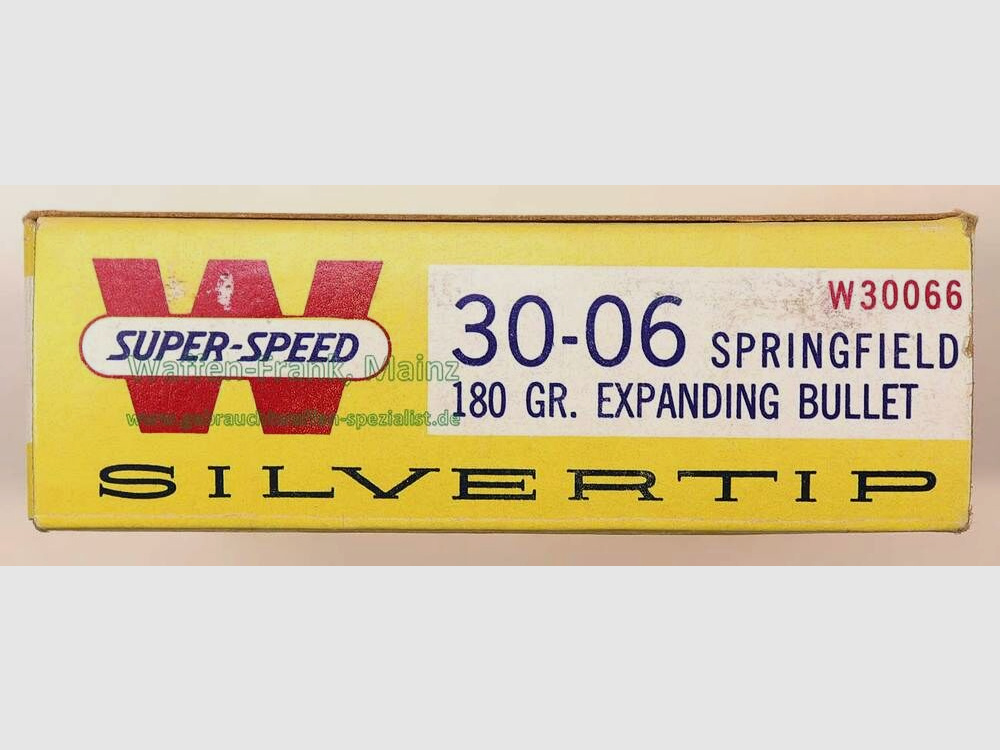 W
SUPER-SPEED
W30066
30-06 SPRINGFIELD
180 GR. EXPANDING BULLET
SILVERTIP
Waffen-Frank, Mainz
www.gebrauchtwaffen-spezialist.de